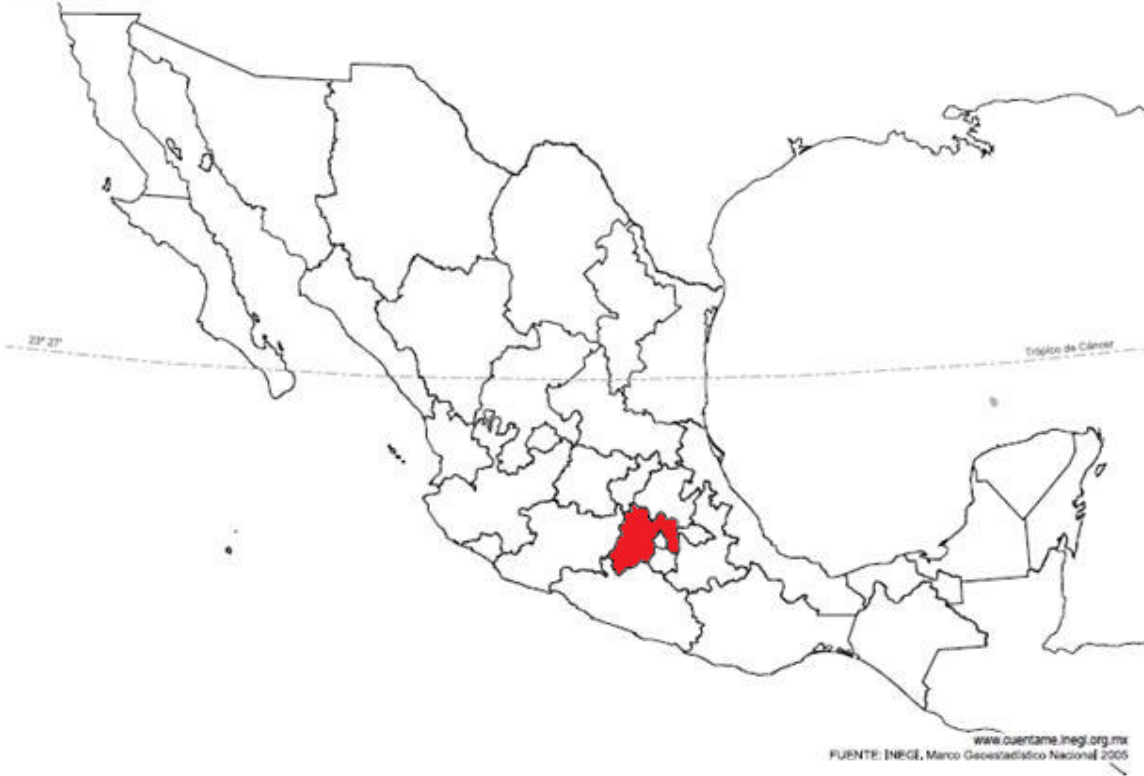 23° 27'
Trópico de Cáncer
www.cuentame.inegi.org.mx
FUENTE: INEGI, Marco Geoestadístico Nacional 2005